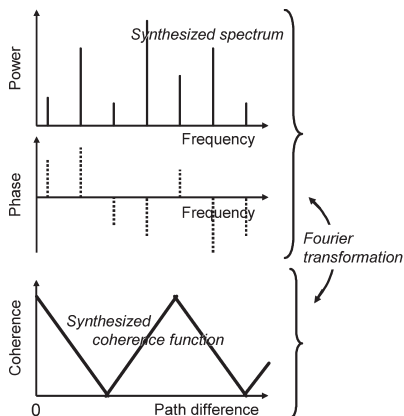 Synthesized spectrum
Power
Frequency
Phase
Frequency
Fourier
transformation
Synthesized
coherence function
Coherence
0
Path difference